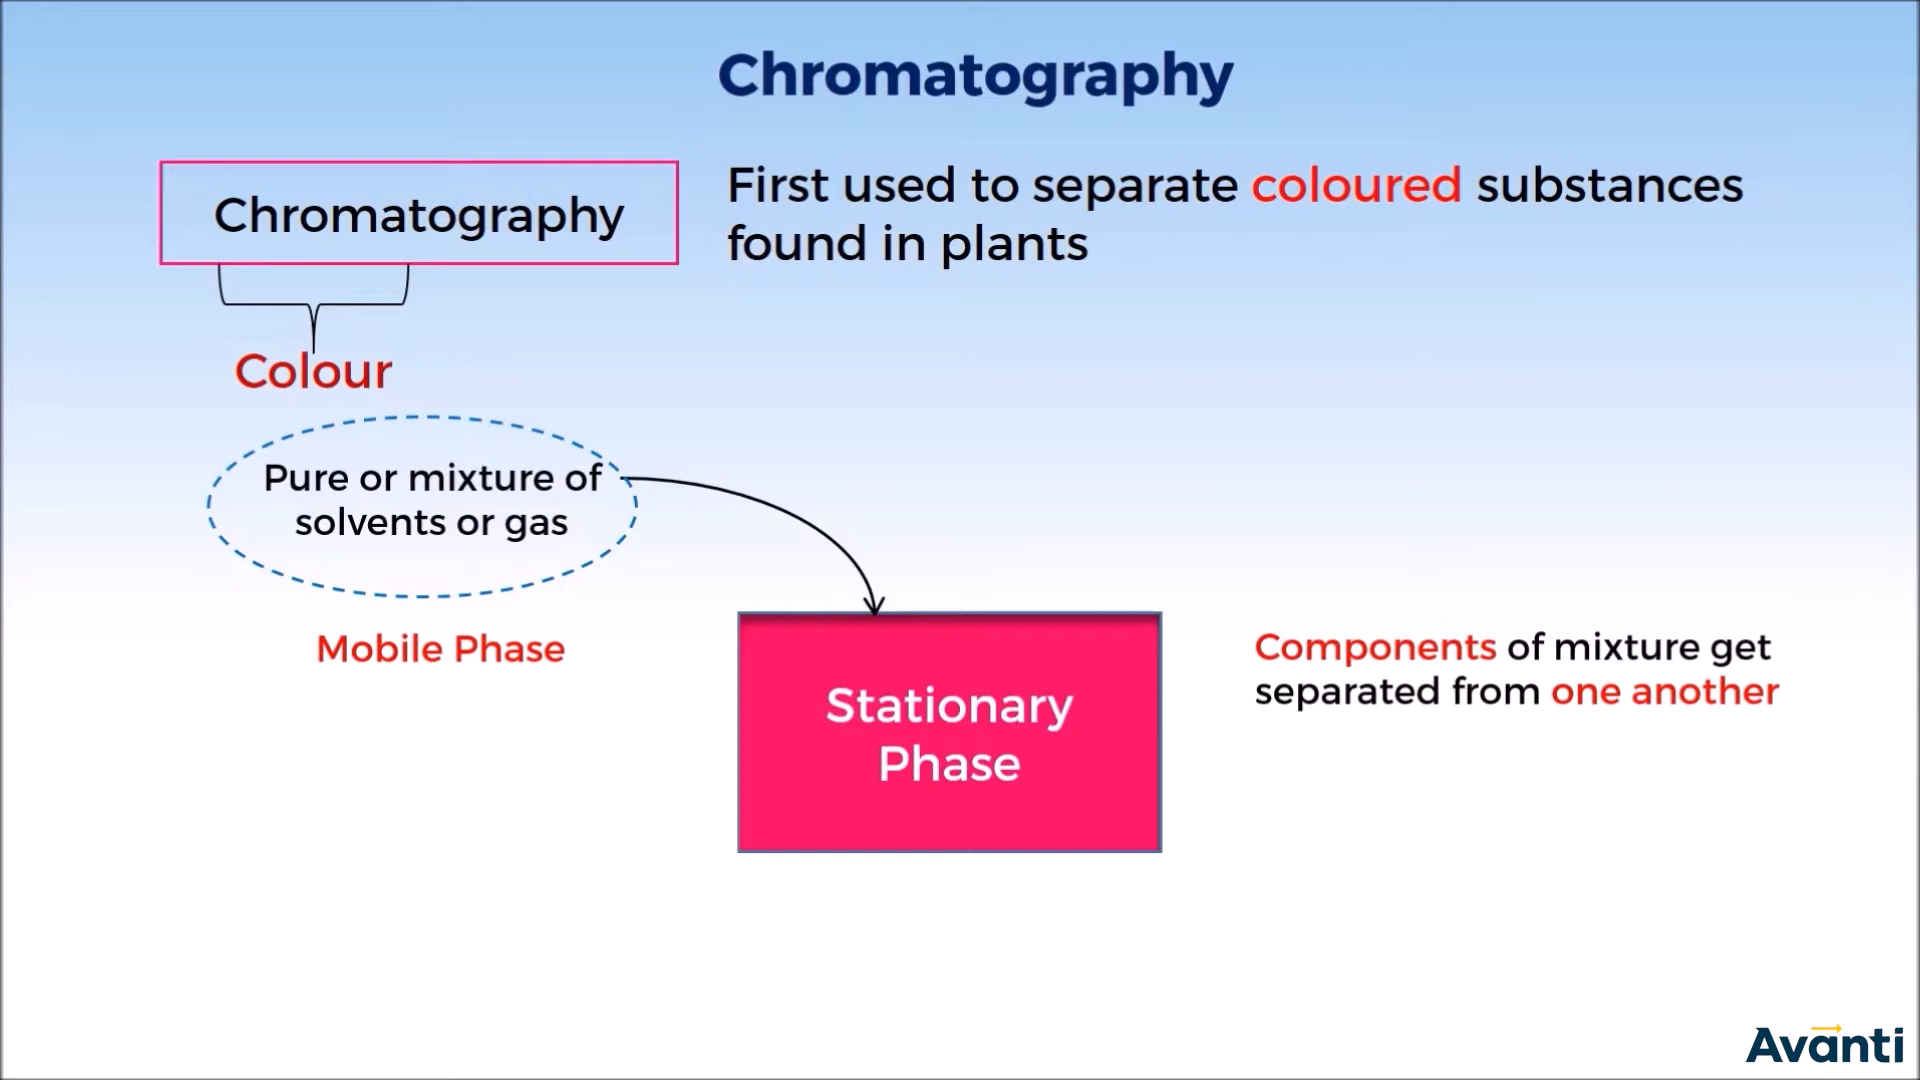 Chromatography
Chromatography
First used to separate coloured substances
found in plants
Colour
Pure or mixture of
solvents or gas
Mobile Phase
Stationary
Phase
Components of mixture get
separated from one another
Avanti